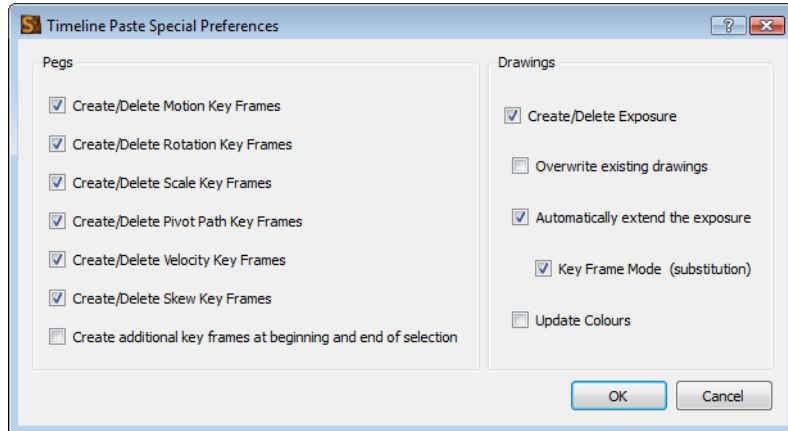 Timeline Paste Special Preferences
Pegs
Create/Delete Motion Key Frames
Create/Delete Rotation Key Frames
Create/Delete Scale Key Frames
Create/Delete Pivot Path Key Frames
Create/Delete Velocity Key Frames
Create/Delete Skew Key Frames
Create additional key frames at beginning and end of selection
Drawings
Create/Delete Exposure
Overwrite existing drawings
Automatically extend the exposure
Key Frame Mode (substitution)
Update Colours
OK
Cancel